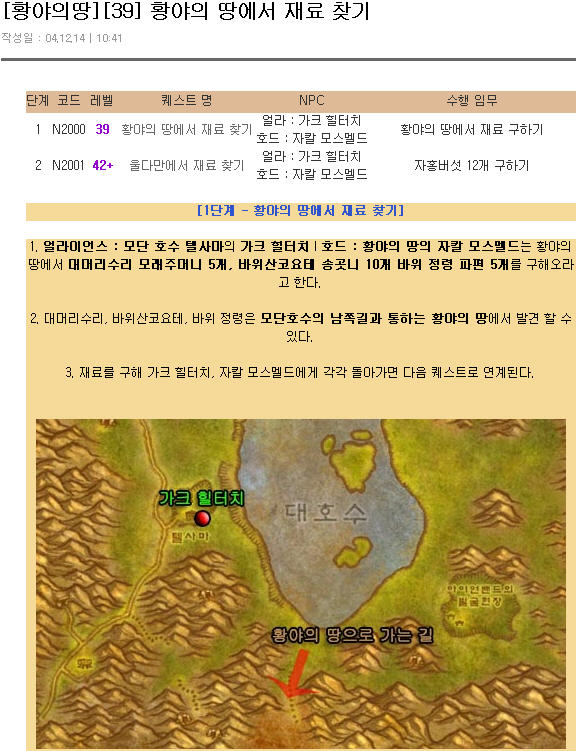 [황야의땅][39] 황야의 땅에서 재료 찾기
작성일 : 04.12.14 | 10:41
단계 코드 레벨 퀘스트 명 NPC 수행 임무
1 N2000 39 황야의 땅에서 재료 찾기 얼라 : 가크 힐터치 황야의 땅에서 재료 구하기
호드 : 자칼 모스멜드
2 N2001 42+ 울다만에서 재료 찾기 얼라 : 가크 힐터치 자홍버섯 12개 구하기
호드 : 자칼 모스멜드
[1단계 - 황야의 땅에서 재료 찾기]
1. 얼라이언스 : 모단 호수 텔사마의 가크 힐터치 | 호드 : 황야의 땅의 자칼 모스멜드는 황야의
땅에서 대머리수리 모래주머니 5개, 바위산코요테 송곳니 10개 바위 정령 파편 5개를 구해오라
고 한다.
2. 대머리수리, 바위산코요테, 바위 정령은 모단호수의 남쪽길과 통하는 황야의 땅에서 발견 할 수
있다.
3. 재료를 구해 가크 힐터치, 자칼 모스멜드에게 각각 돌아가면 다음 퀘스트로 연계된다.
가크 힐터치
대호수
텔사마
황야의 땅으로 가는 길